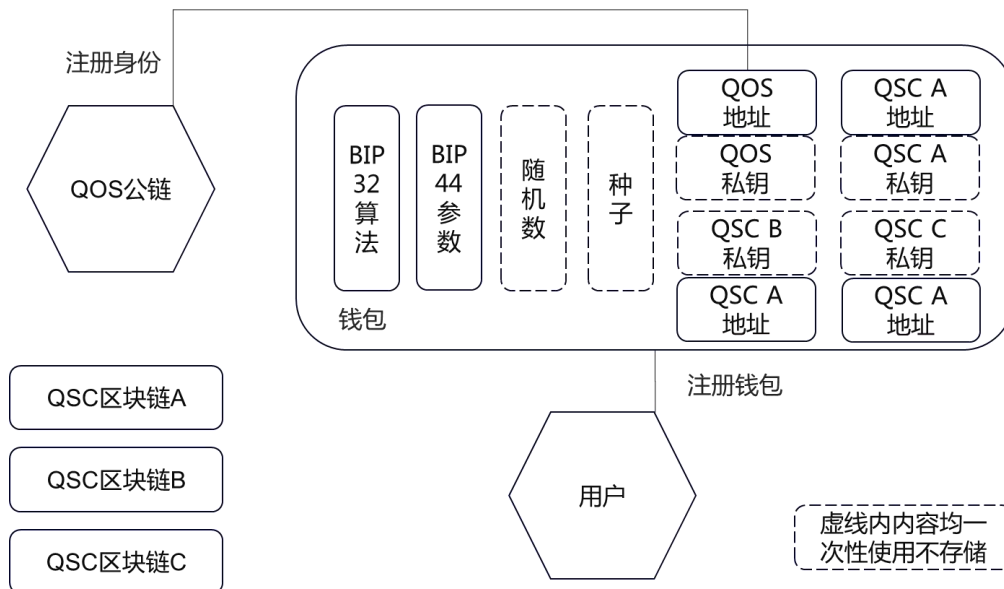 注册身份
QOS公链
BIP
32
算
法
BIP
44
参
数
随
机
数
种
子
QOS
地址
QSC A
地址
QOS
私钥
QSC A
私钥
QSC B
私钥
QSC C
私钥
QSC A
地址
QSC A
地址
钱包
注册钱包
QSC区块链A
QSC区块链B
QSC区块链C
用户
虚线内内容均一
次性使用不存储